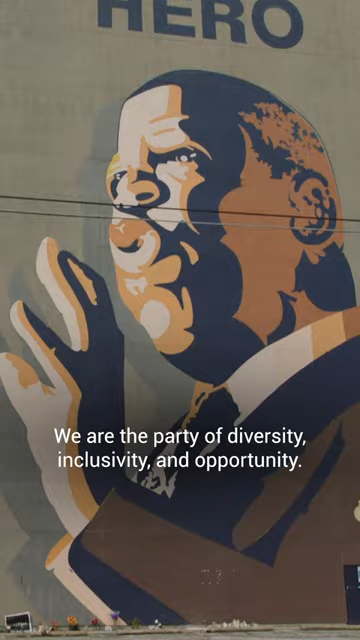 HERO
We are the party of diversity,
inclusivity, and opportunity.